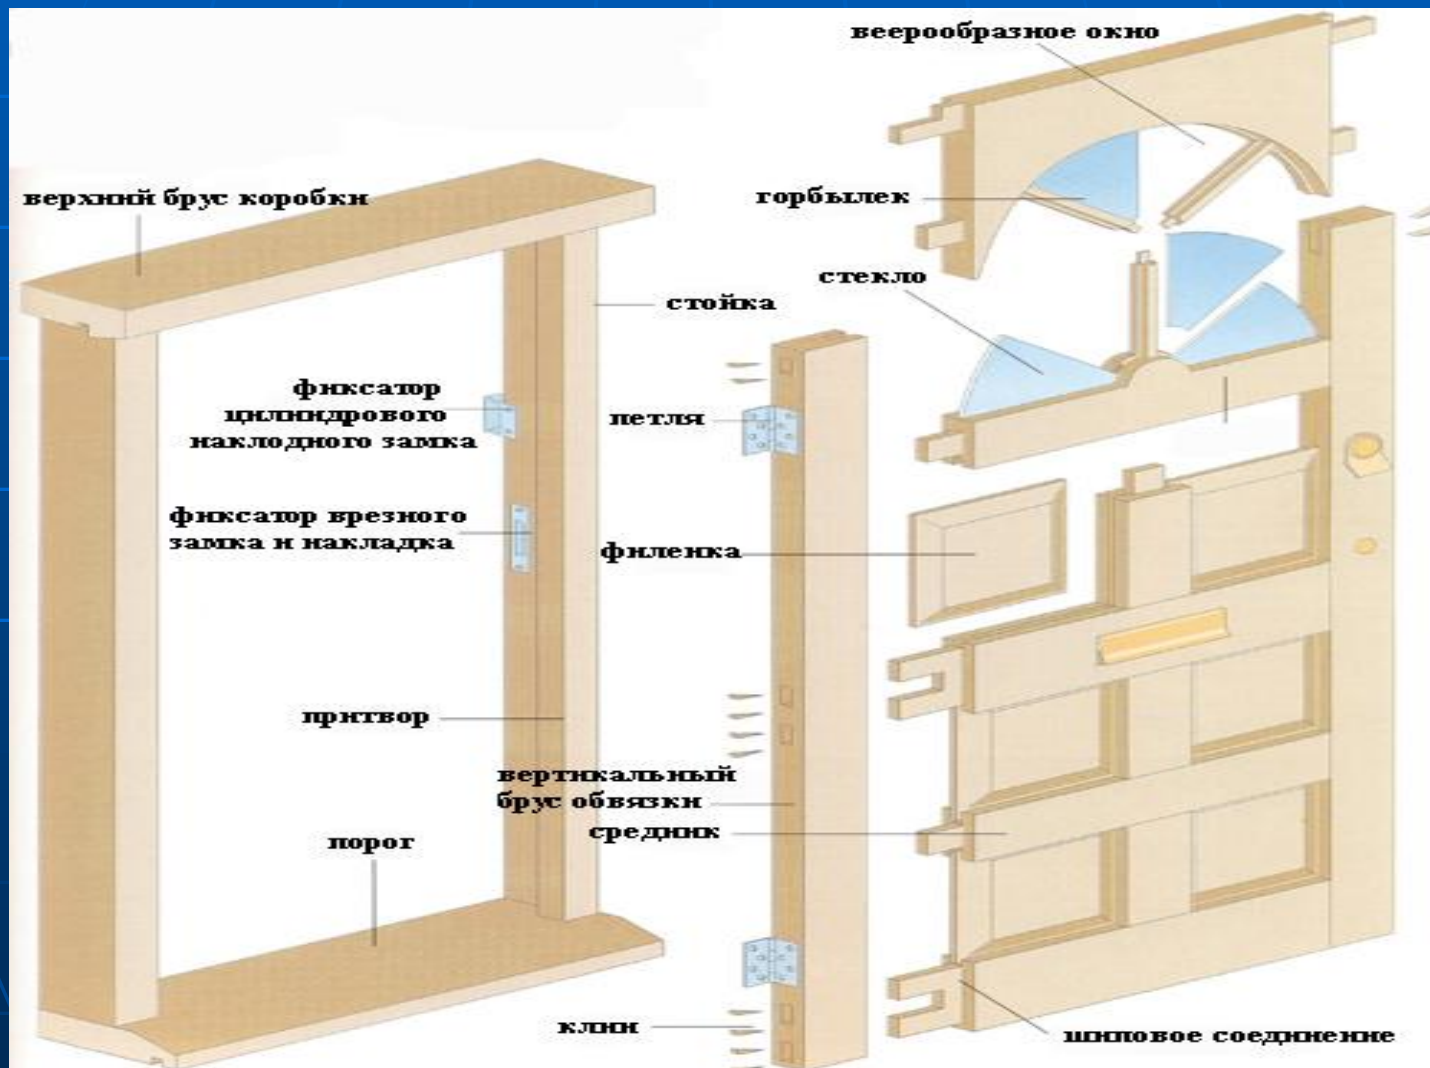 веерообразное окно
верхний брус коробки
горбылек
стекло
стойка
фиксатор
цилиндрового
наклодного замка
петля
фиксатор врезного
замка и накладка
филенка
притвор
вертикальный
брус обвязки
средник
порог
клин
шиповое соединение